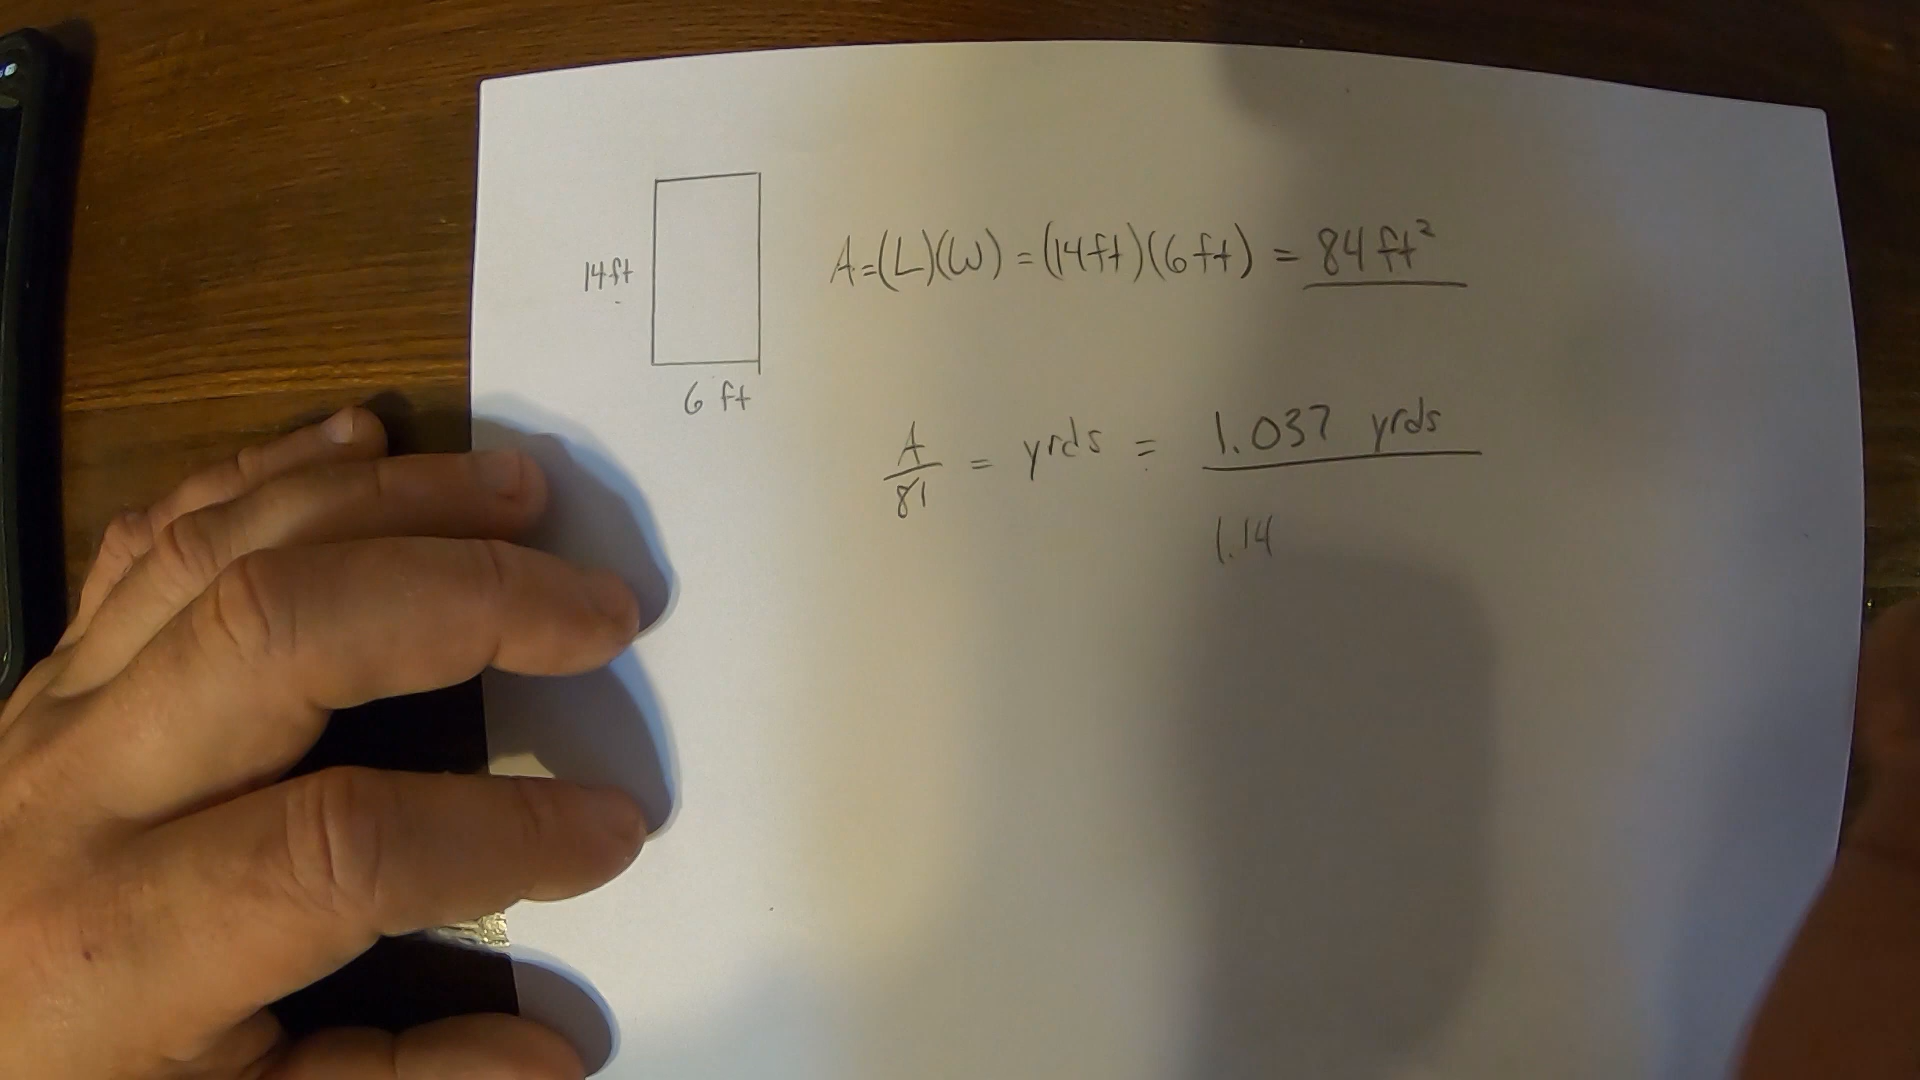 14ft
6 ft
A=(L)(W) = (14ft)(6ft) = 84ft²
A/81 = yrds = 1.037 yrds
1.14